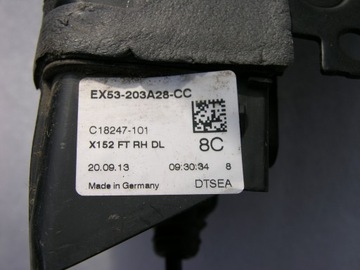 EX53-203A28-CC
C18247-101
X152 FT RH DL
8C
20.09.13 09:30:34 8
Made in Germany DTSEA